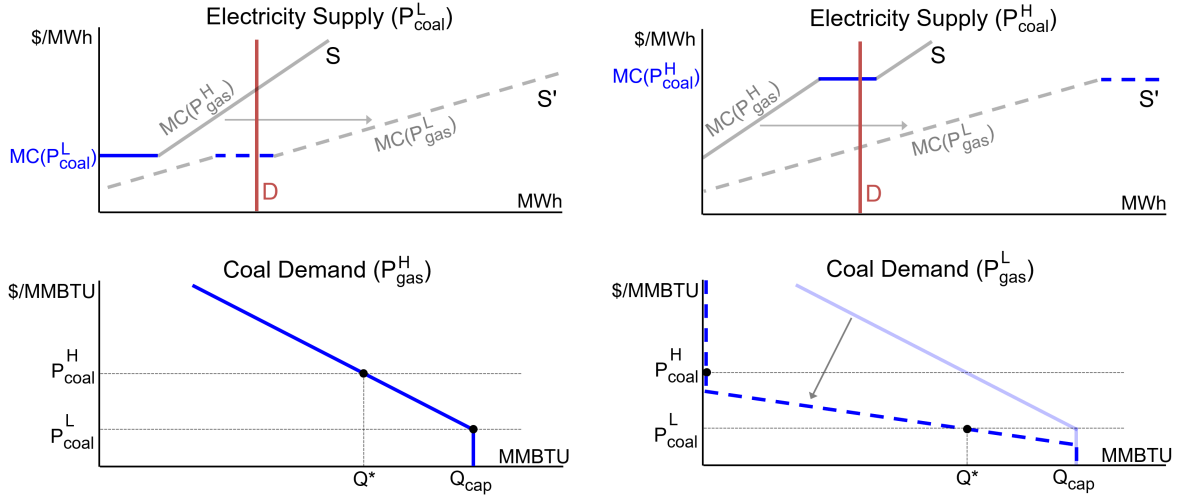 Electricity Supply (P^L_coal)
$/MWh
S
MC(P^H_gas)
S'
MC(P^L_gas)
MC(P^L_coal)
D
MWh
Electricity Supply (P^H_coal)
$/MWh
S
MC(P^H_coal)
MC(P^H_gas)
S'
MC(P^L_gas)
D
MWh
Coal Demand (P^H_gas)
$/MMBTU
P^H_coal
P^L_coal
MMBTU
Q*
Q_cap
Coal Demand (P^L_gas)
$/MMBTU
P^H_coal
P^L_coal
MMBTU
Q*
Q_cap